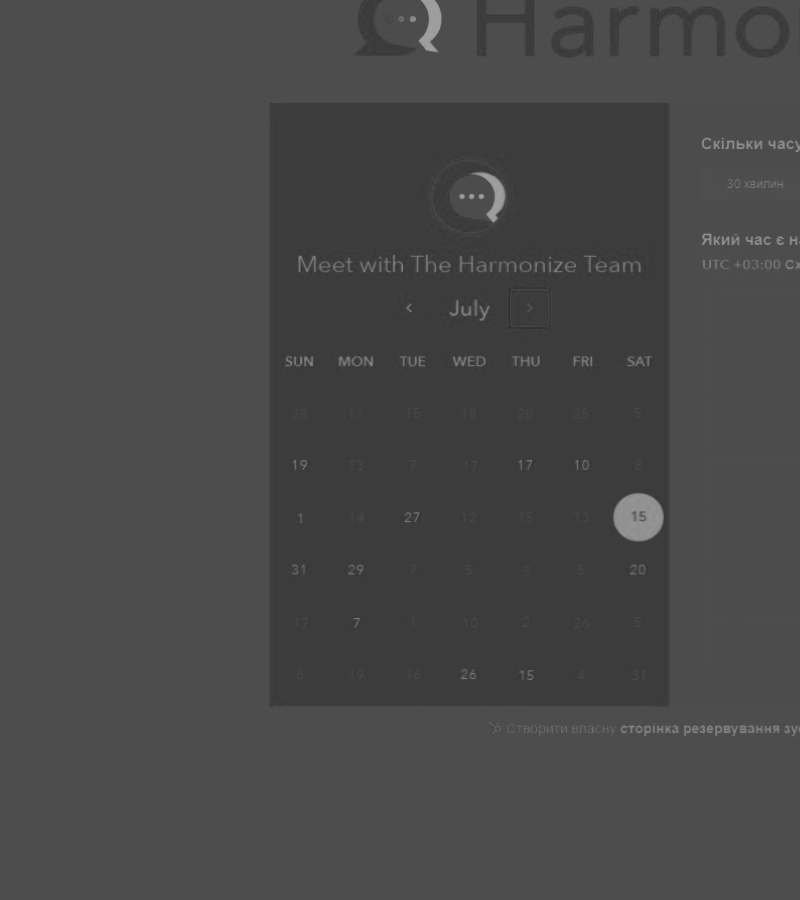 Harmo
Meet with The Harmonize Team
July
SUN MON TUE WED THU FRI SAT
28 11 15 18 28 25 5
19 13 7 17 17 10 8
1 14 27 12 15 13 15
31 29 7 5 3 5 20
17 7 1 10 2 26 5
8 19 16 26 15 4 31
Скільки часу
30 хвилин
Який час є
UTC +03:00
Створити власну сторінка резервування